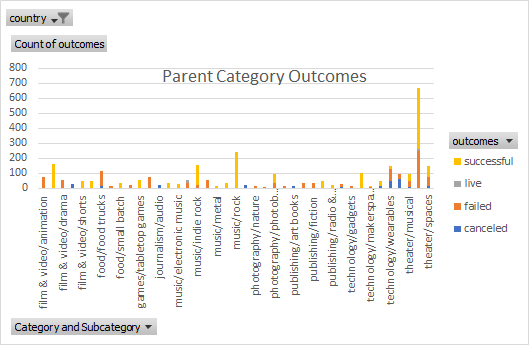 country
Count of outcomes
Parent Category Outcomes
800
700
600
500
400
300
200
100
0
film & video/animation
film & video/drama
film & video/shorts
food/food trucks
food/small batch
games/tabletop games
journalism/audio
music/electronic music
music/indie rock
music/metal
music/rock
photography/nature
photography/photob...
publishing/art books
publishing/fiction
publishing/radio &...
technology/gadgets
technology/makerspa...
technology/wearables
theater/musical
theater/spaces
outcomes
successful
live
failed
canceled
Category and Subcategory